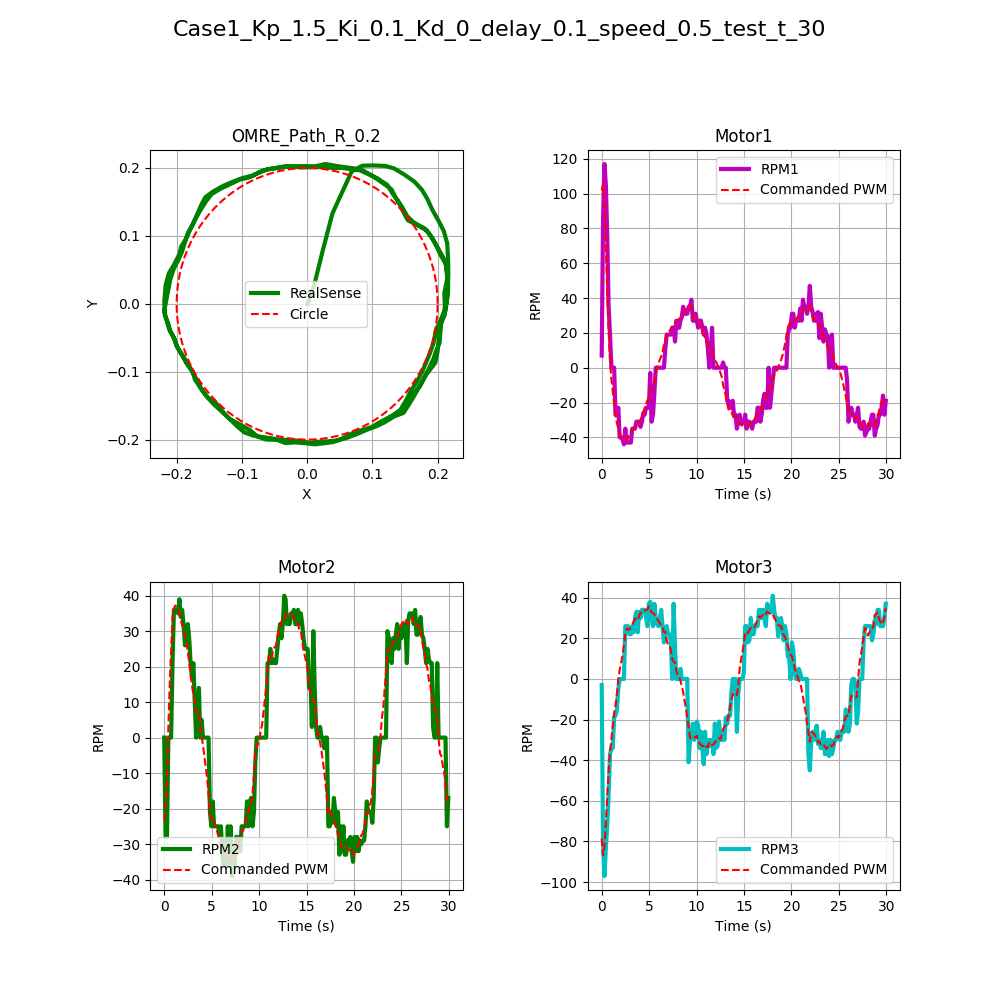 Case1_Kp_1.5_Ki_0.1_Kd_0_delay_0.1_speed_0.5_test_t_30
OMRE_Path_R_0.2
0.2
0.1
0.0
−0.1
−0.2
Y
RealSense
Circle
−0.2
−0.1
0.0
0.1
0.2
X
Motor1
120
100
80
60
40
20
0
−20
−40
RPM
RPM1
Commanded PWM
0
5
10
15
20
25
30
Time (s)
Motor2
40
30
20
10
0
−10
−20
−30
−40
RPM
RPM2
Commanded PWM
0
5
10
15
20
25
30
Time (s)
Motor3
40
20
0
−20
−40
−60
−80
−100
RPM
RPM3
Commanded PWM
0
5
10
15
20
25
30
Time (s)